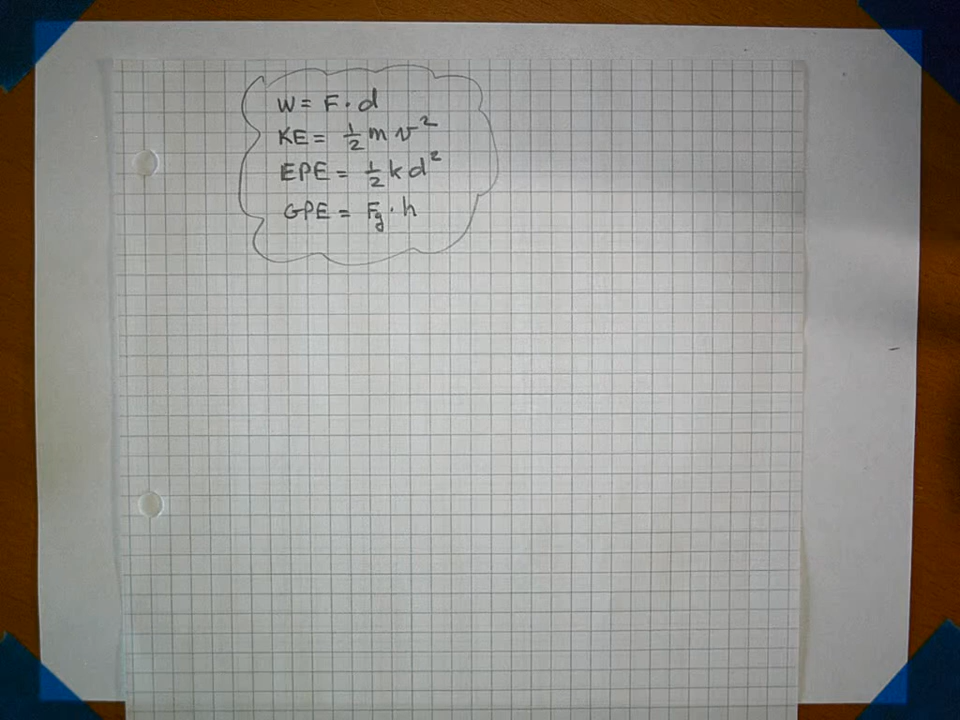 W = F · d
KE = 1/2 m v²
EPE = 1/2 k d²
GPE = Fg · h